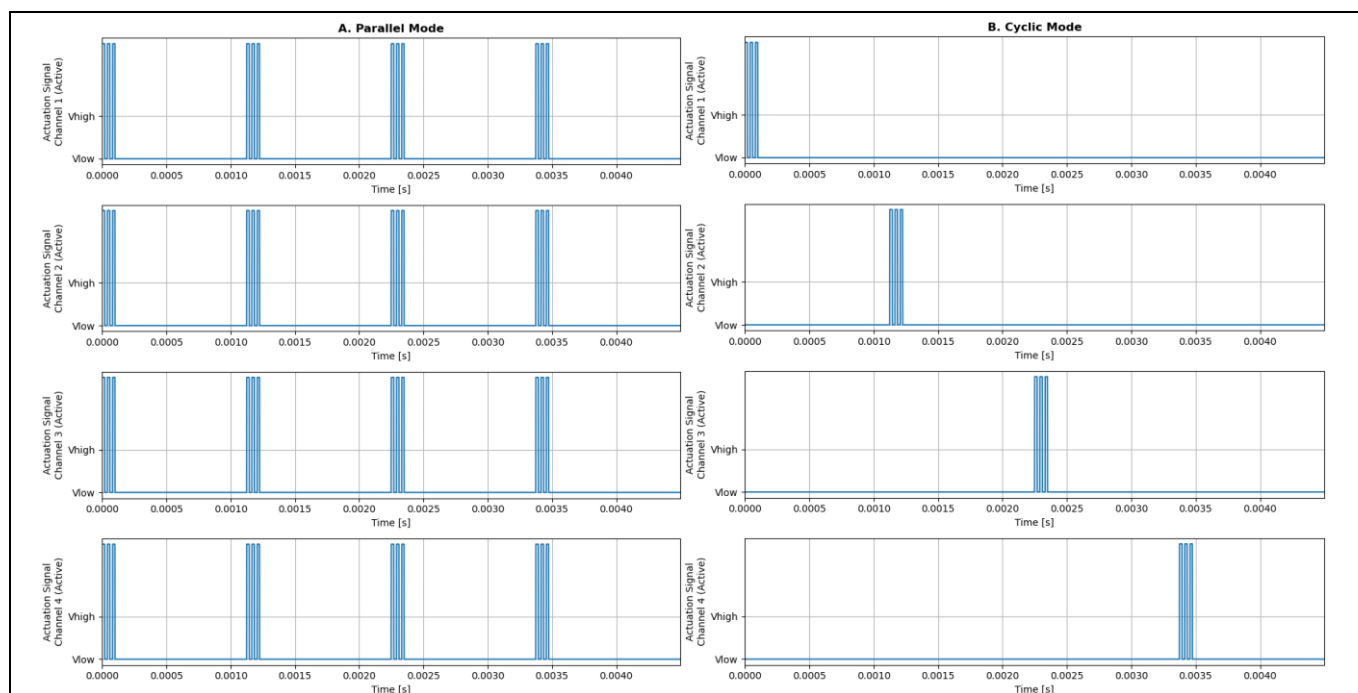 A. Parallel Mode
Actuation Signal
Channel 1 (Active)
Vhigh
Vlow
0.0000 0.0005 0.0010 0.0015 0.0020 0.0025 0.0030 0.0035 0.0040
Time [s]
Actuation Signal
Channel 2 (Active)
Vhigh
Vlow
0.0000 0.0005 0.0010 0.0015 0.0020 0.0025 0.0030 0.0035 0.0040
Time [s]
Actuation Signal
Channel 3 (Active)
Vhigh
Vlow
0.0000 0.0005 0.0010 0.0015 0.0020 0.0025 0.0030 0.0035 0.0040
Time [s]
Actuation Signal
Channel 4 (Active)
Vhigh
Vlow
0.0000 0.0005 0.0010 0.0015 0.0020 0.0025 0.0030 0.0035 0.0040
Time [s]
B. Cyclic Mode
Actuation Signal
Channel 1 (Active)
Vhigh
Vlow
0.0000 0.0005 0.0010 0.0015 0.0020 0.0025 0.0030 0.0035 0.0040
Time [s]
Actuation Signal
Channel 2 (Active)
Vhigh
Vlow
0.0000 0.0005 0.0010 0.0015 0.0020 0.0025 0.0030 0.0035 0.0040
Time [s]
Actuation Signal
Channel 3 (Active)
Vhigh
Vlow
0.0000 0.0005 0.0010 0.0015 0.0020 0.0025 0.0030 0.0035 0.0040
Time [s]
Actuation Signal
Channel 4 (Active)
Vhigh
Vlow
0.0000 0.0005 0.0010 0.0015 0.0020 0.0025 0.0030 0.0035 0.0040
Time [s]